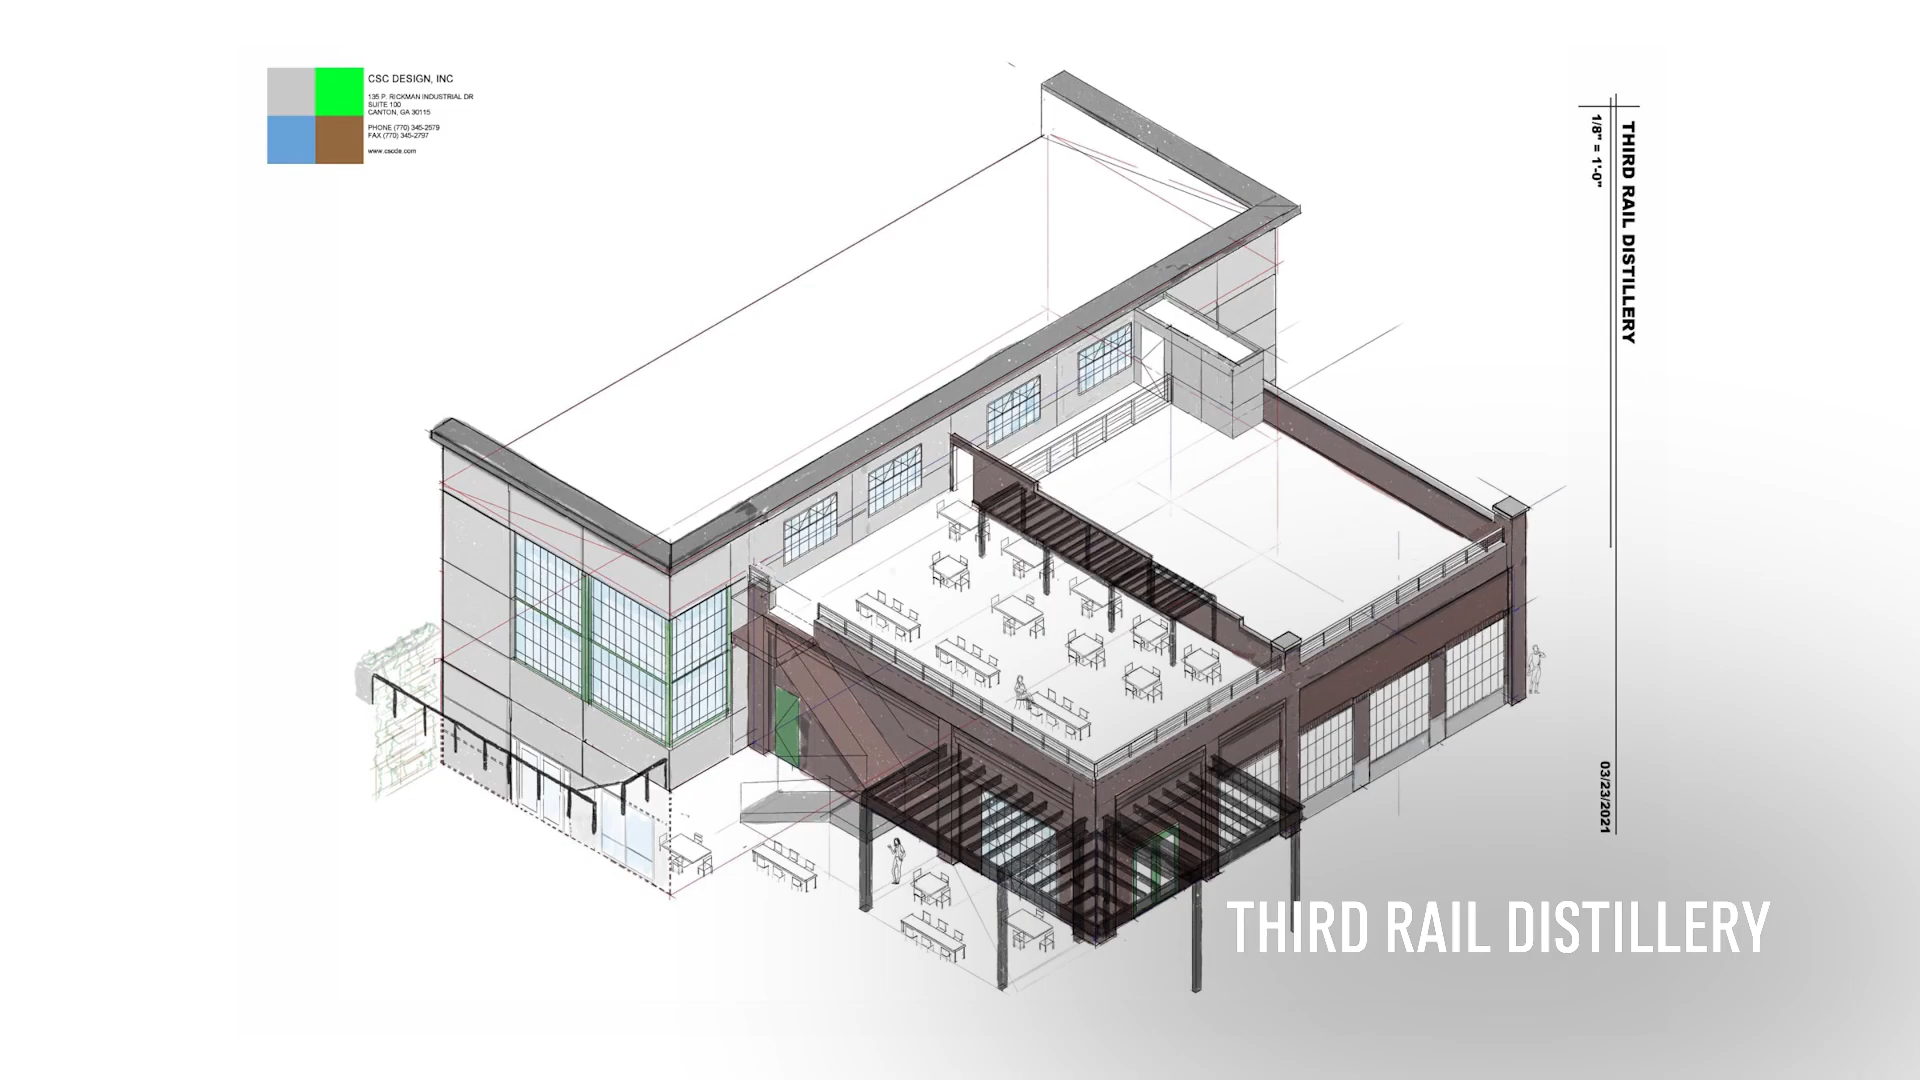 CSC DESIGN, INC
135 P. RICKMAN INDUSTRIAL DR
SUITE 100
CANTON, GA 30115
PHONE (770) 345-2579
FAX (770) 345-2797
www.cscde.com
THIRD RAIL DISTILLERY
1/8" = 1'-0"
03/23/2021
THIRD RAIL DISTILLERY